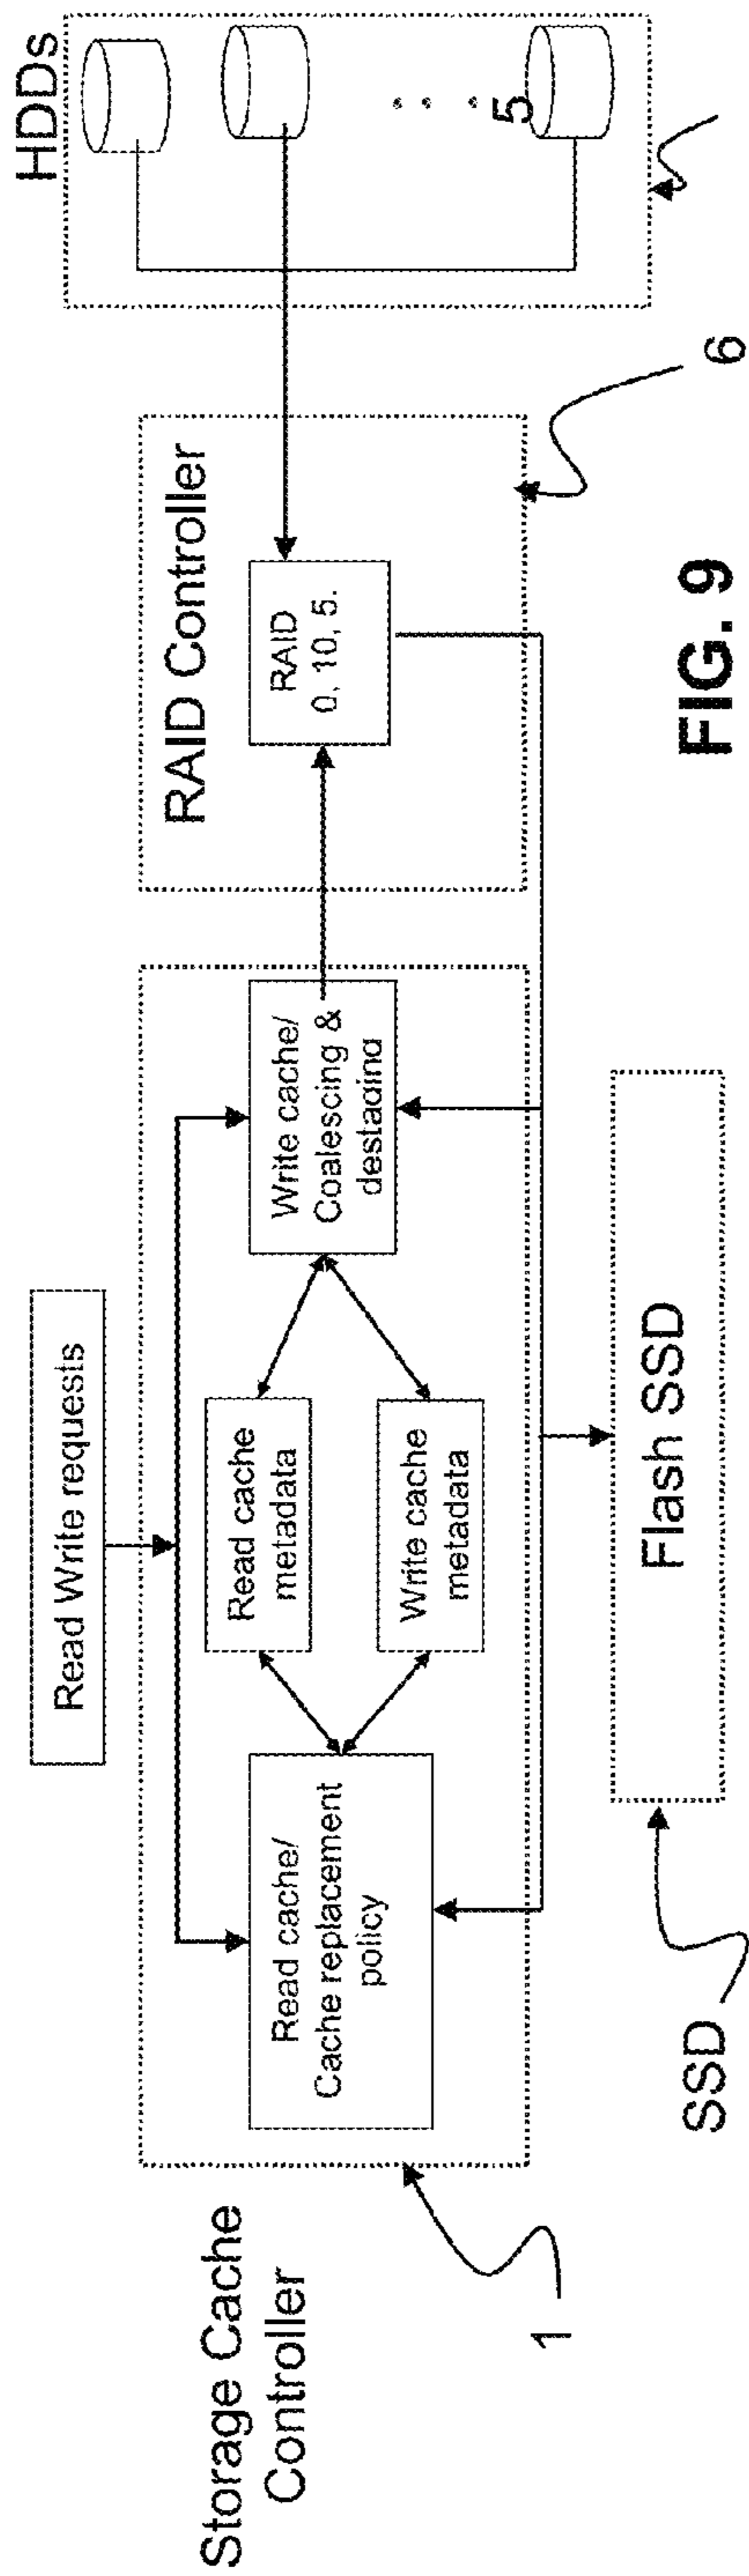 Read Write requests
Storage Cache
Controller
Read cache/
Cache replacement
policy
Read cache
metadata
Write cache
metadata
Write cache/
Coalescing &
destaging
RAID Controller
RAID
0, 10, 5.
HDDs
5
1
6
Flash SSD
SSD
FIG. 9